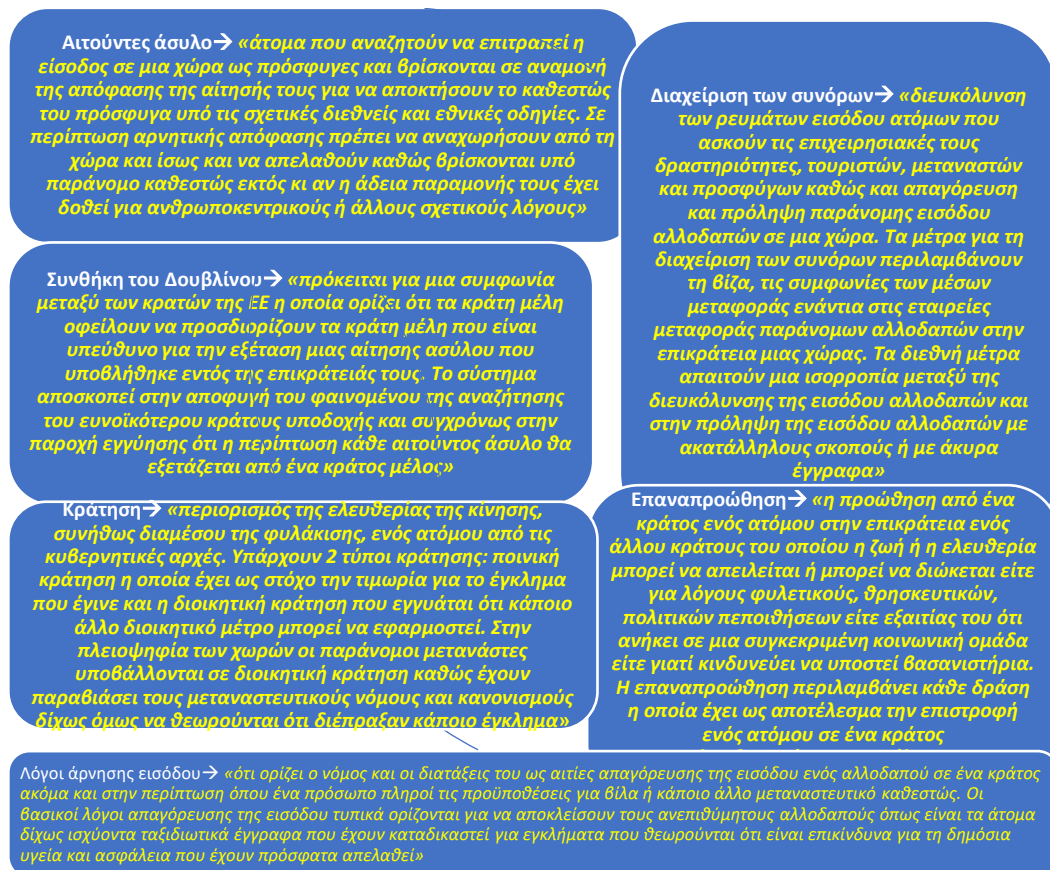 Αιτούντες άσυλο→ «άτομα που αναζητούν να επιτραπεί η
είσοδος σε μια χώρα ως πρόσφυγες και βρίσκονται σε αναμονή
της απόφασης της αίτησής τους για να αποκτήσουν το καθεστώς
του πρόσφυγα υπό τις σχετικές διεθνείς και εθνικές οδηγίες. Σε
περίπτωση αρνητικής απόφασης πρέπει να αναχωρήσουν από τη
χώρα και ίσως και να απελαθούν καθώς βρίσκονται υπό
παράνομο καθεστώς εκτός κι αν η άδεια παραμονής τους έχει
δοθεί για ανθρωποκεντρικούς ή άλλους σχετικούς λόγους»
Διαχείριση των συνόρων→ «διευκόλυνση
των ρευμάτων εισόδου ατόμων που
ασκούν τις επιχειρησιακές τους
δραστηριότητες, τουριστών, μεταναστών
και προσφύγων καθώς και απαγόρευση
και πρόληψη παράνομης εισόδου
αλλοδαπών σε μια χώρα. Τα μέτρα για τη
διαχείριση των συνόρων περιλαμβάνουν
τη βίζα, τις συμφωνίες των μέσων
μεταφοράς ενάντια στις εταιρείες
μεταφοράς παράνομων αλλοδαπών στην
επικράτεια μιας χώρας. Τα διεθνή μέτρα
απαιτούν μια ισορροπία μεταξύ της
διευκόλυνσης της εισόδου αλλοδαπών και
στην πρόληψη της εισόδου αλλοδαπών με
ακατάλληλους σκοπούς ή με άκυρα
έγγραφα»
Συνθήκη του Δουβλίνου→ «πρόκειται για μια συμφωνία
μεταξύ των κρατών της ΕΕ η οποία ορίζει ότι τα κράτη μέλη
οφείλουν να προσδιορίζουν τα κράτη μέλη που είναι
υπεύθυνο για την εξέταση μιας αίτησης ασύλου που
υποβλήθηκε εντός της επικράτειάς τους. Το σύστημα
αποσκοπεί στην αποφυγή του φαινομένου της αναζήτησης
του ευνοϊκότερου κράτους υποδοχής και συγχρόνως στην
παροχή εγγύησης ότι η περίπτωση κάθε αιτούντος άσυλο θα
εξετάζεται από ένα κράτος μέλος»
Κράτηση→ «περιορισμός της ελευθερίας της κίνησης,
συνήθως διαμέσου της φυλάκισης, ενός ατόμου από τις
κυβερνητικές αρχές. Υπάρχουν 2 τύποι κράτησης: ποινική
κράτηση η οποία έχει ως στόχο την τιμωρία για το έγκλημα
που έγινε και η διοικητική κράτηση που εγγυάται ότι κάποιο
άλλο διοικητικό μέτρο μπορεί να εφαρμοστεί. Στην
πλειοψηφία των χωρών οι παράνομοι μετανάστες
υποβάλλονται σε διοικητική κράτηση καθώς έχουν
παραβιάσει τους μεταναστευτικούς νόμους και κανονισμούς
δίχως όμως να θεωρούνται ότι διέπραξαν κάποιο έγκλημα»
Επαναπροώθηση→ «η προώθηση από ένα
κράτος ενός ατόμου στην επικράτεια ενός
άλλου κράτους του οποίου η ζωή ή η ελευθερία
μπορεί να απειλείται ή μπορεί να διώκεται είτε
για λόγους φυλετικούς, θρησκευτικών,
πολιτικών πεποιθήσεων είτε εξαιτίας του ότι
ανήκει σε μια συγκεκριμένη κοινωνική ομάδα
είτε γιατί κινδυνεύει να υποστεί βασανιστήρια.
Η επαναπροώθηση περιλαμβάνει κάθε δράση
η οποία έχει ως αποτέλεσμα την επιστροφή
ενός ατόμου σε ένα κράτος
Λόγοι άρνησης εισόδου→ «ότι ορίζει ο νόμος και οι διατάξεις του ως αιτίες απαγόρευσης της εισόδου ενός αλλοδαπού σε ένα κράτος
ακόμα και στην περίπτωση όπου ένα πρόσωπο πληροί τις προϋποθέσεις για βίλα ή κάποιο άλλο μεταναστευτικό καθεστώς. Οι
βασικοί λόγοι απαγόρευσης της εισόδου τυπικά ορίζονται για να αποκλείσουν τους ανεπιθύμητους αλλοδαπούς όπως είναι τα άτομα
δίχως ισχύοντα ταξιδιωτικά έγγραφα που έχουν καταδικαστεί για εγκλήματα που θεωρούνται ότι είναι επικίνδυνα για τη δημόσια
υγεία και ασφάλεια που έχουν πρόσφατα απελαθεί»